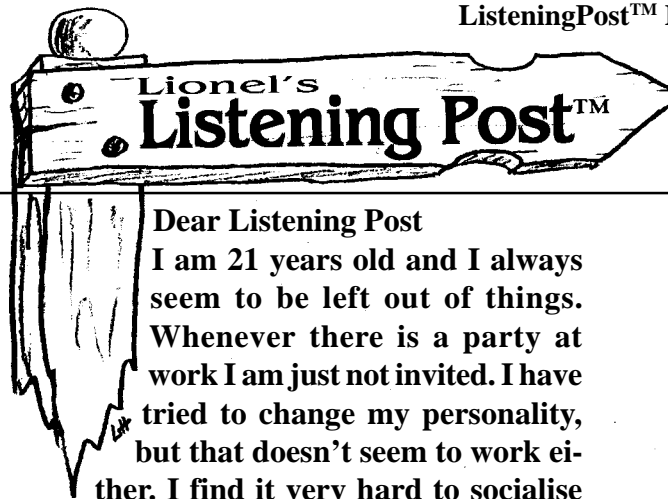 ListeningPost™
Lionel's
Listening Post™
Dear Listening Post
I am 21 years old and I always
seem to be left out of things.
Whenever there is a party at
work I am just not invited. I have
tried to change my personality,
but that doesn't seem to work ei-
ther. I find it very hard to socialise